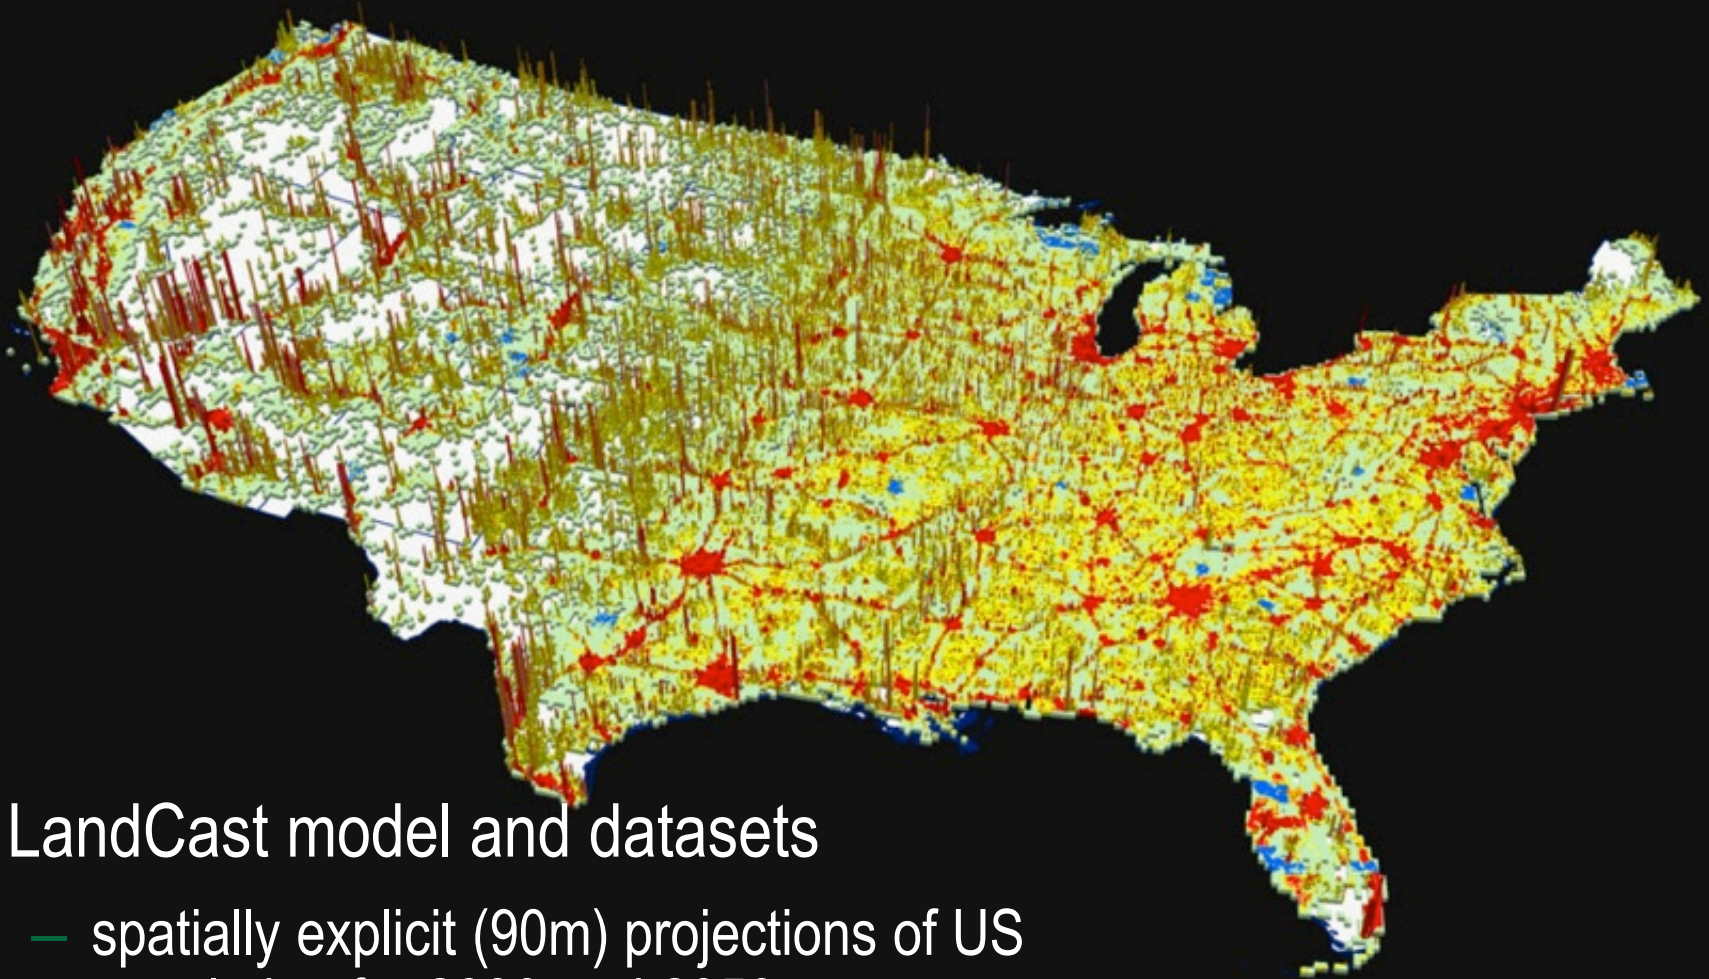 LandCast model and datasets
– spatially explicit (90m) projections of US